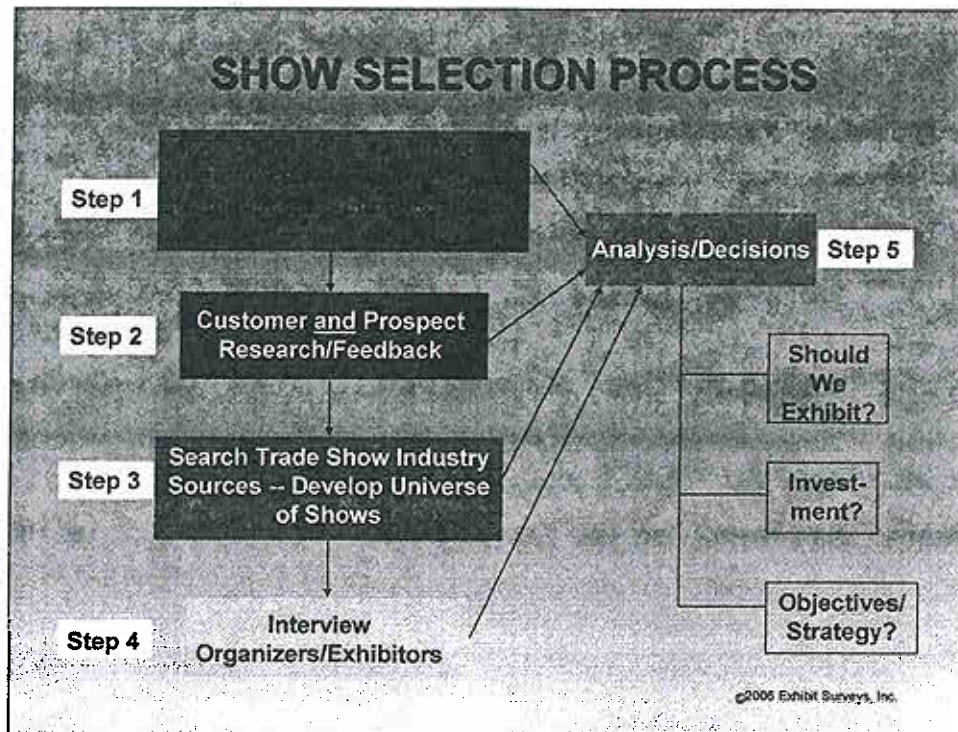 SHOW SELECTION PROCESS
Step 1
Analysis/Decisions
Step 5
Step 2
Customer and Prospect
Research/Feedback
Should
We
Exhibit?
Step 3
Search Trade Show Industry
Sources -- Develop Universe
of Shows
Invest-
ment?
Step 4
Interview
Organizers/Exhibitors
Objectives/
Strategy?
©2006 Exhibit Surveys, Inc.